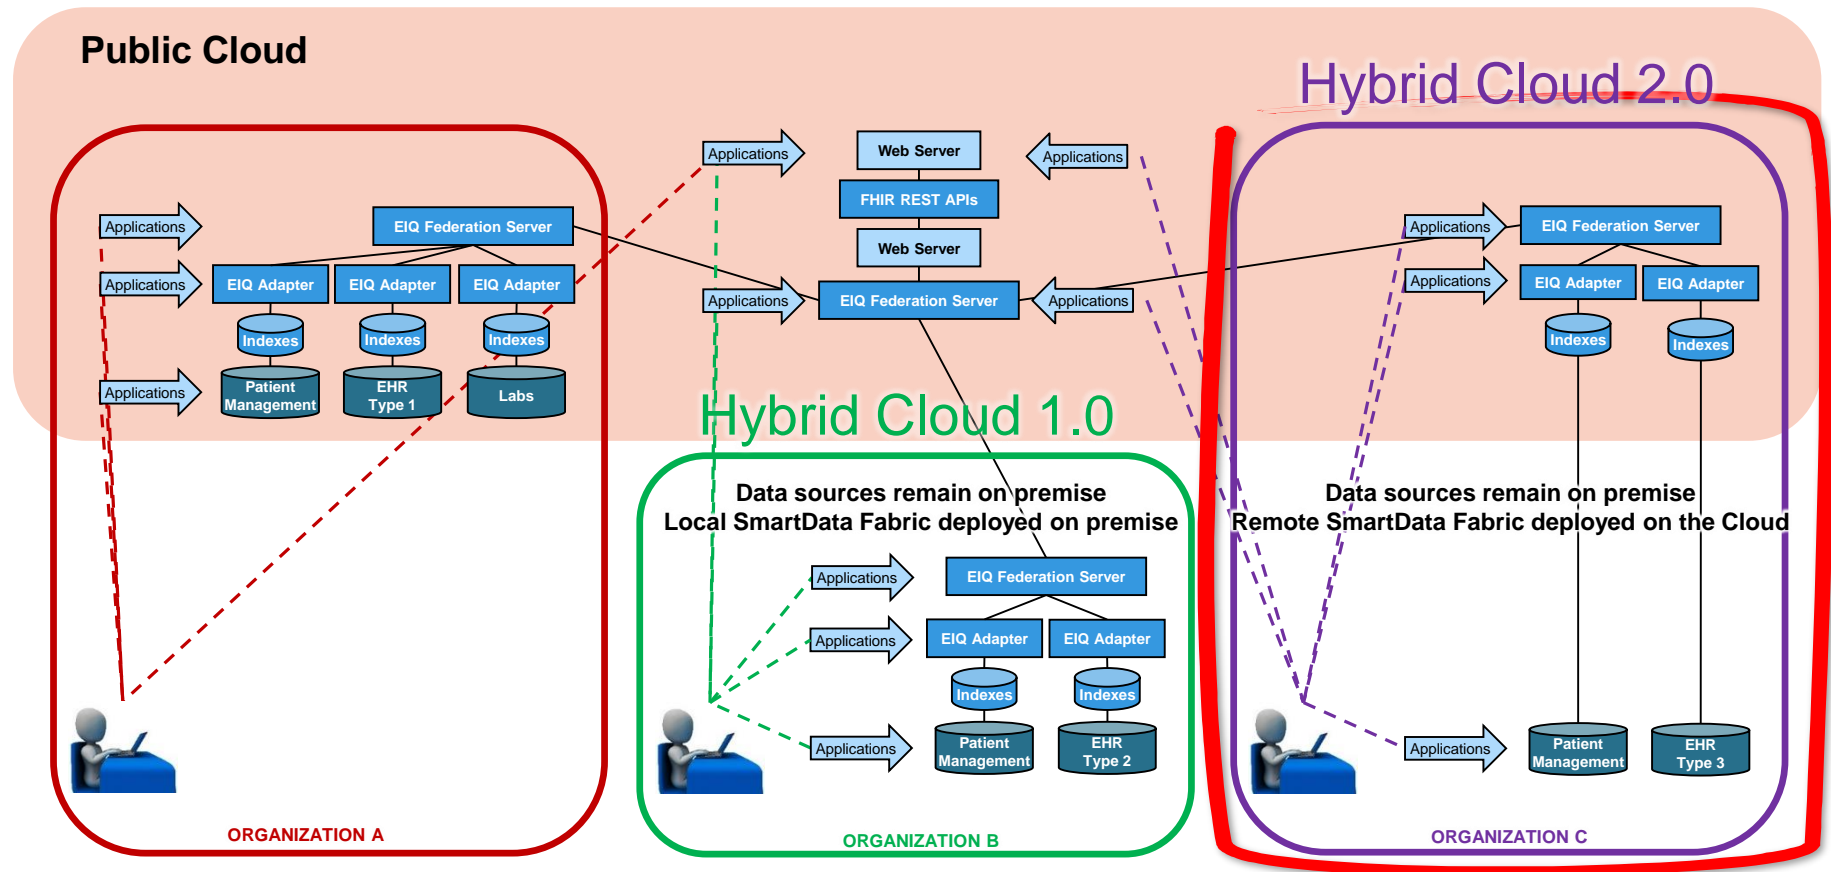 Public Cloud
Hybrid Cloud 2.0
Applications
Applications
Applications
EIQ Federation Server
EIQ Adapter
EIQ Adapter
EIQ Adapter
Indexes
Indexes
Indexes
Patient
Management
EHR
Type 1
Labs
ORGANIZATION A
Applications
Web Server
Applications
FHIR REST APIs
Web Server
Applications
EIQ Federation Server
Applications
Hybrid Cloud 1.0
Data sources remain on premise
Local SmartData Fabric deployed on premise
Applications
EIQ Federation Server
Applications
EIQ Adapter
EIQ Adapter
Indexes
Indexes
Applications
Patient
Management
EHR
Type 2
ORGANIZATION B
Applications
EIQ Federation Server
Applications
EIQ Adapter
EIQ Adapter
Indexes
Indexes
Data sources remain on premise
Remote SmartData Fabric deployed on the Cloud
Applications
Patient
Management
EHR
Type 3
ORGANIZATION C